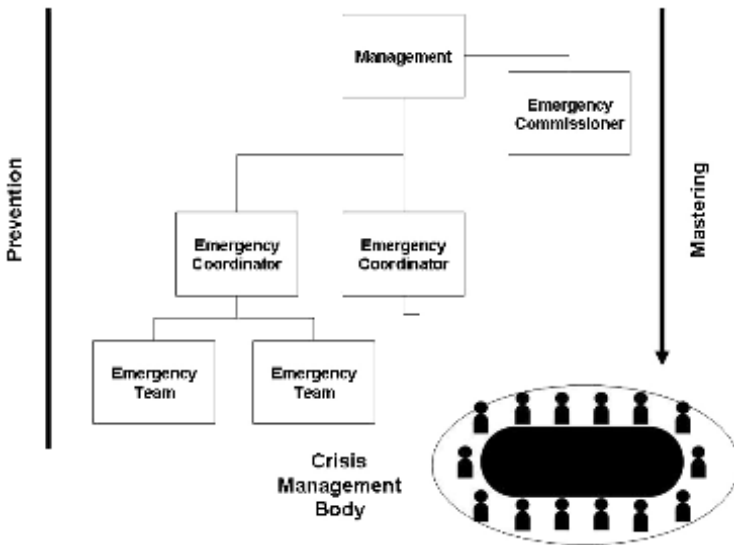 Management
Emergency
Commissioner
Prevention
Mastering
Emergency
Coordinator
Emergency
Coordinator
Emergency
Team
Emergency
Team
Crisis
Management
Body